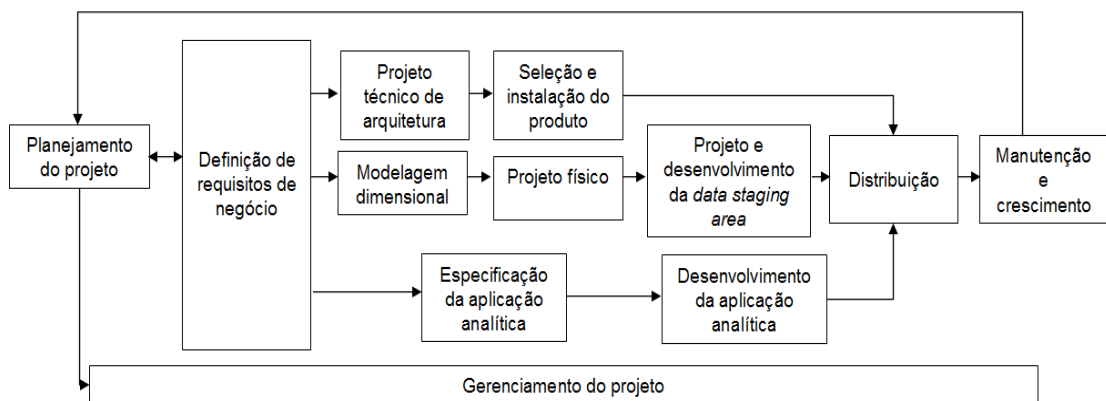 Planejamento
do projeto
Definição de
requisitos de
negócio
Projeto
técnico de
arquitetura
Seleção e
instalação do
produto
Modelagem
dimensional
Projeto físico
Projeto e
desenvolvimento
da data staging
area
Especificação
da aplicação
analítica
Desenvolvimento
da aplicação
analítica
Distribuição
Manutenção
e
crescimento
Gerenciamento do projeto